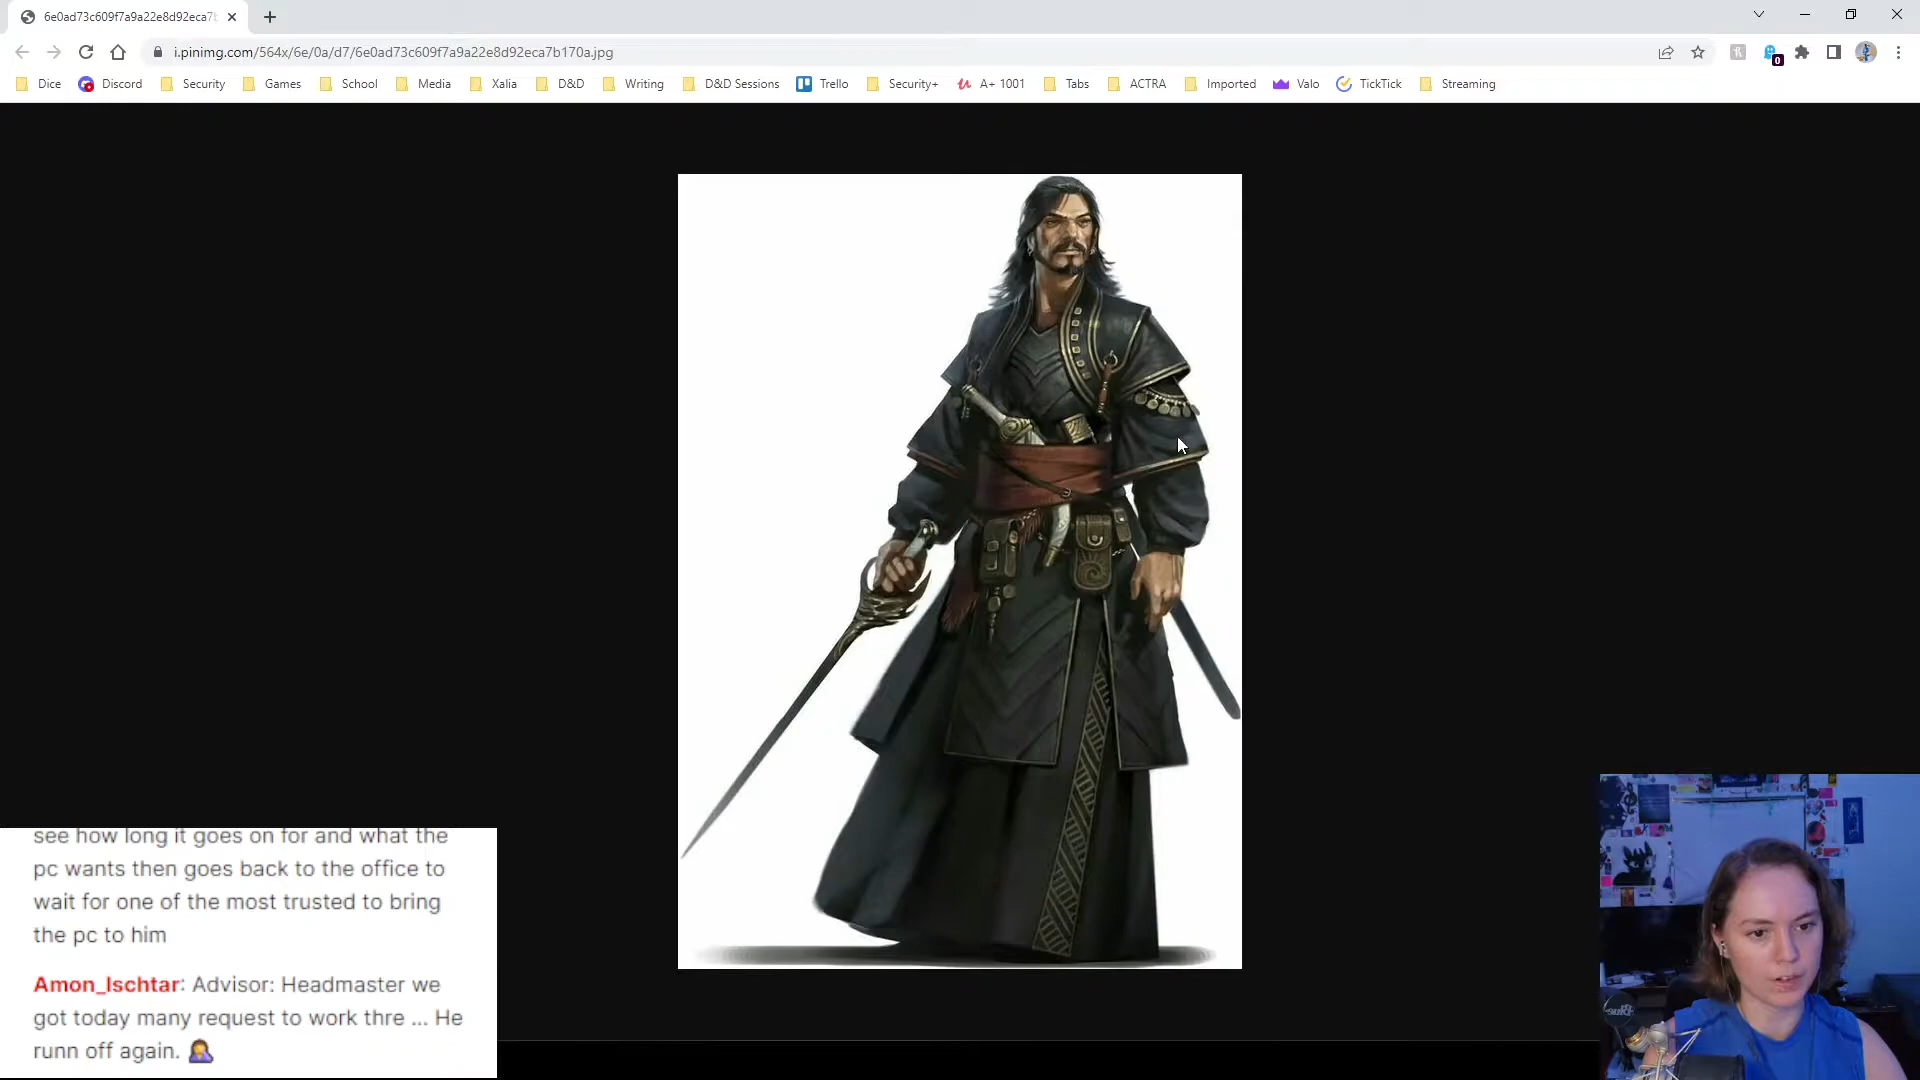 6e0ad73c609f7a9a22e8d92eca7b
i.pinimg.com/564x/6e/0a/d7/6e0ad73c609f7a9a22e8d92eca7b170a.jpg
0
Dice Discord Security Games School Media Xalia D&D Writing D&D Sessions Trello Security+ A+ 1001 Tabs ACTRA Imported Valo TickTick Streaming
see how long it goes on for and what the
pc wants then goes back to the office to
wait for one of the most trusted to bring
the pc to him
Amon_Ischtar: Advisor: Headmaster we
got today many request to work thre ... He
runn off again. 🤦